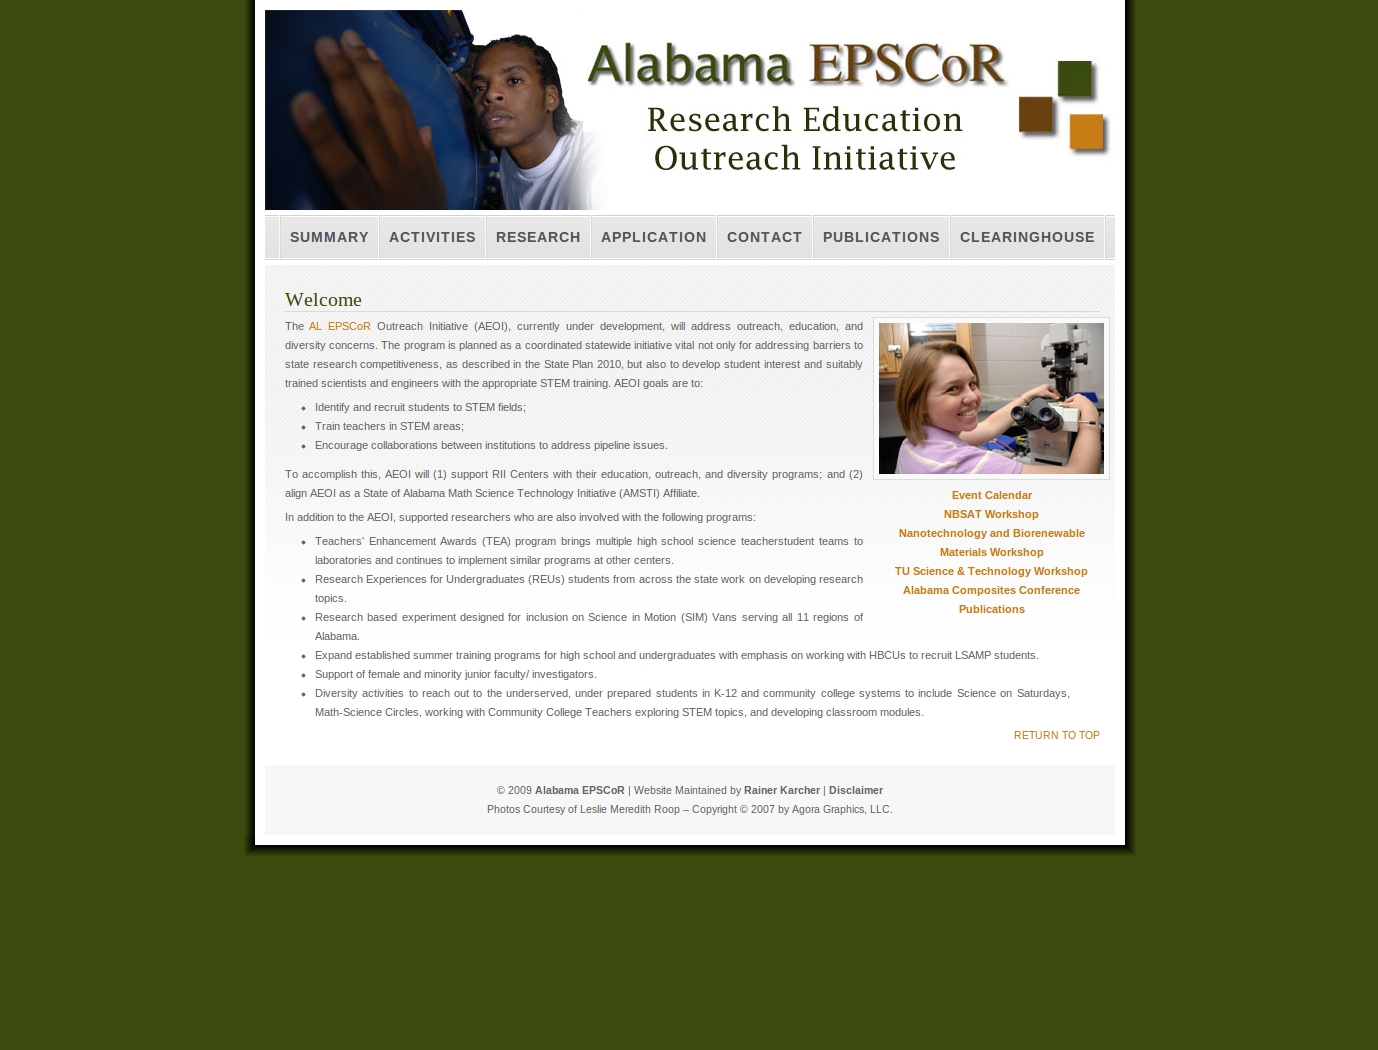 Alabama EPSCoR
Research Education
Outreach Initiative
SUMMARY ACTIVITIES RESEARCH APPLICATION CONTACT PUBLICATIONS CLEARINGHOUSE
Welcome
The AL EPSCoR Outreach Initiative (AEOI), currently under development, will address outreach, education, and
diversity concerns. The program is planned as a coordinated statewide initiative vital not only for addressing barriers to
state research competitiveness, as described in the State Plan 2010, but also to develop student interest and suitably
trained scientists and engineers with the appropriate STEM training. AEOI goals are to:
Identify and recruit students to STEM fields;
Train teachers in STEM areas;
Encourage collaborations between institutions to address pipeline issues.
To accomplish this, AEOI will (1) support RII Centers with their education, outreach, and diversity programs; and (2)
align AEOI as a State of Alabama Math Science Technology Initiative (AMSTI) Affiliate.
In addition to the AEOI, supported researchers who are also involved with the following programs:
Teachers' Enhancement Awards (TEA) program brings multiple high school science teacherstudent teams to
laboratories and continues to implement similar programs at other centers.
Research Experiences for Undergraduates (REUs) students from across the state work on developing research
topics.
Research based experiment designed for inclusion on Science in Motion (SIM) Vans serving all 11 regions of
Alabama.
Expand established summer training programs for high school and undergraduates with emphasis on working with HBCUs to recruit LSAMP students.
Support of female and minority junior faculty/ investigators.
Diversity activities to reach out to the underserved, under prepared students in K-12 and community college systems to include Science on Saturdays,
Math-Science Circles, working with Community College Teachers exploring STEM topics, and developing classroom modules.
Event Calendar
NBSAT Workshop
Nanotechnology and Biorenewable
Materials Workshop
TU Science & Technology Workshop
Alabama Composites Conference
Publications
RETURN TO TOP
© 2009 Alabama EPSCoR | Website Maintained by Rainer Karcher | Disclaimer
Photos Courtesy of Leslie Meredith Roop – Copyright © 2007 by Agora Graphics, LLC.